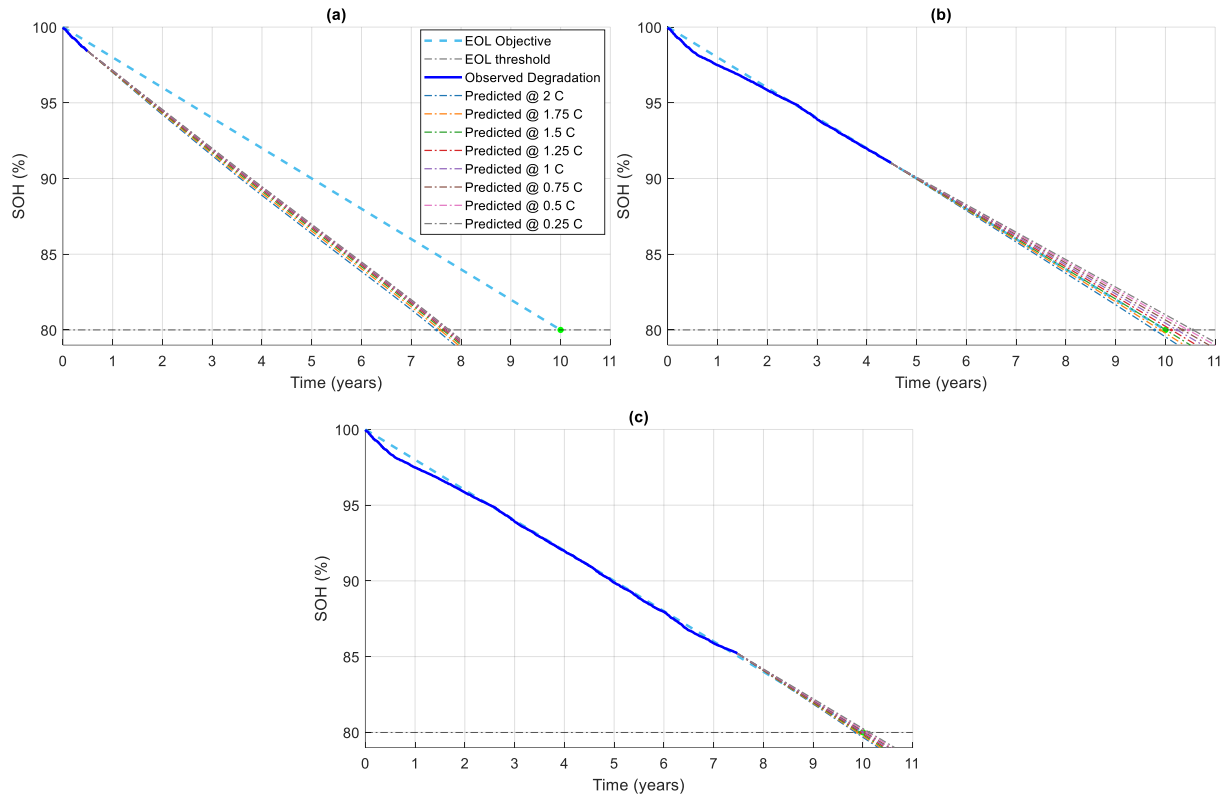 (a)
100
95
90
85
80
SOH (%)
0 1 2 3 4 5 6 7 8 9 10 11
Time (years)
EOL Objective
EOL threshold
Observed Degradation
Predicted @ 2 C
Predicted @ 1.75 C
Predicted @ 1.5 C
Predicted @ 1.25 C
Predicted @ 1 C
Predicted @ 0.75 C
Predicted @ 0.5 C
Predicted @ 0.25 C
(b)
100
95
90
85
80
SOH (%)
0 1 2 3 4 5 6 7 8 9 10 11
Time (years)
(c)
100
95
90
85
80
SOH (%)
0 1 2 3 4 5 6 7 8 9 10 11
Time (years)